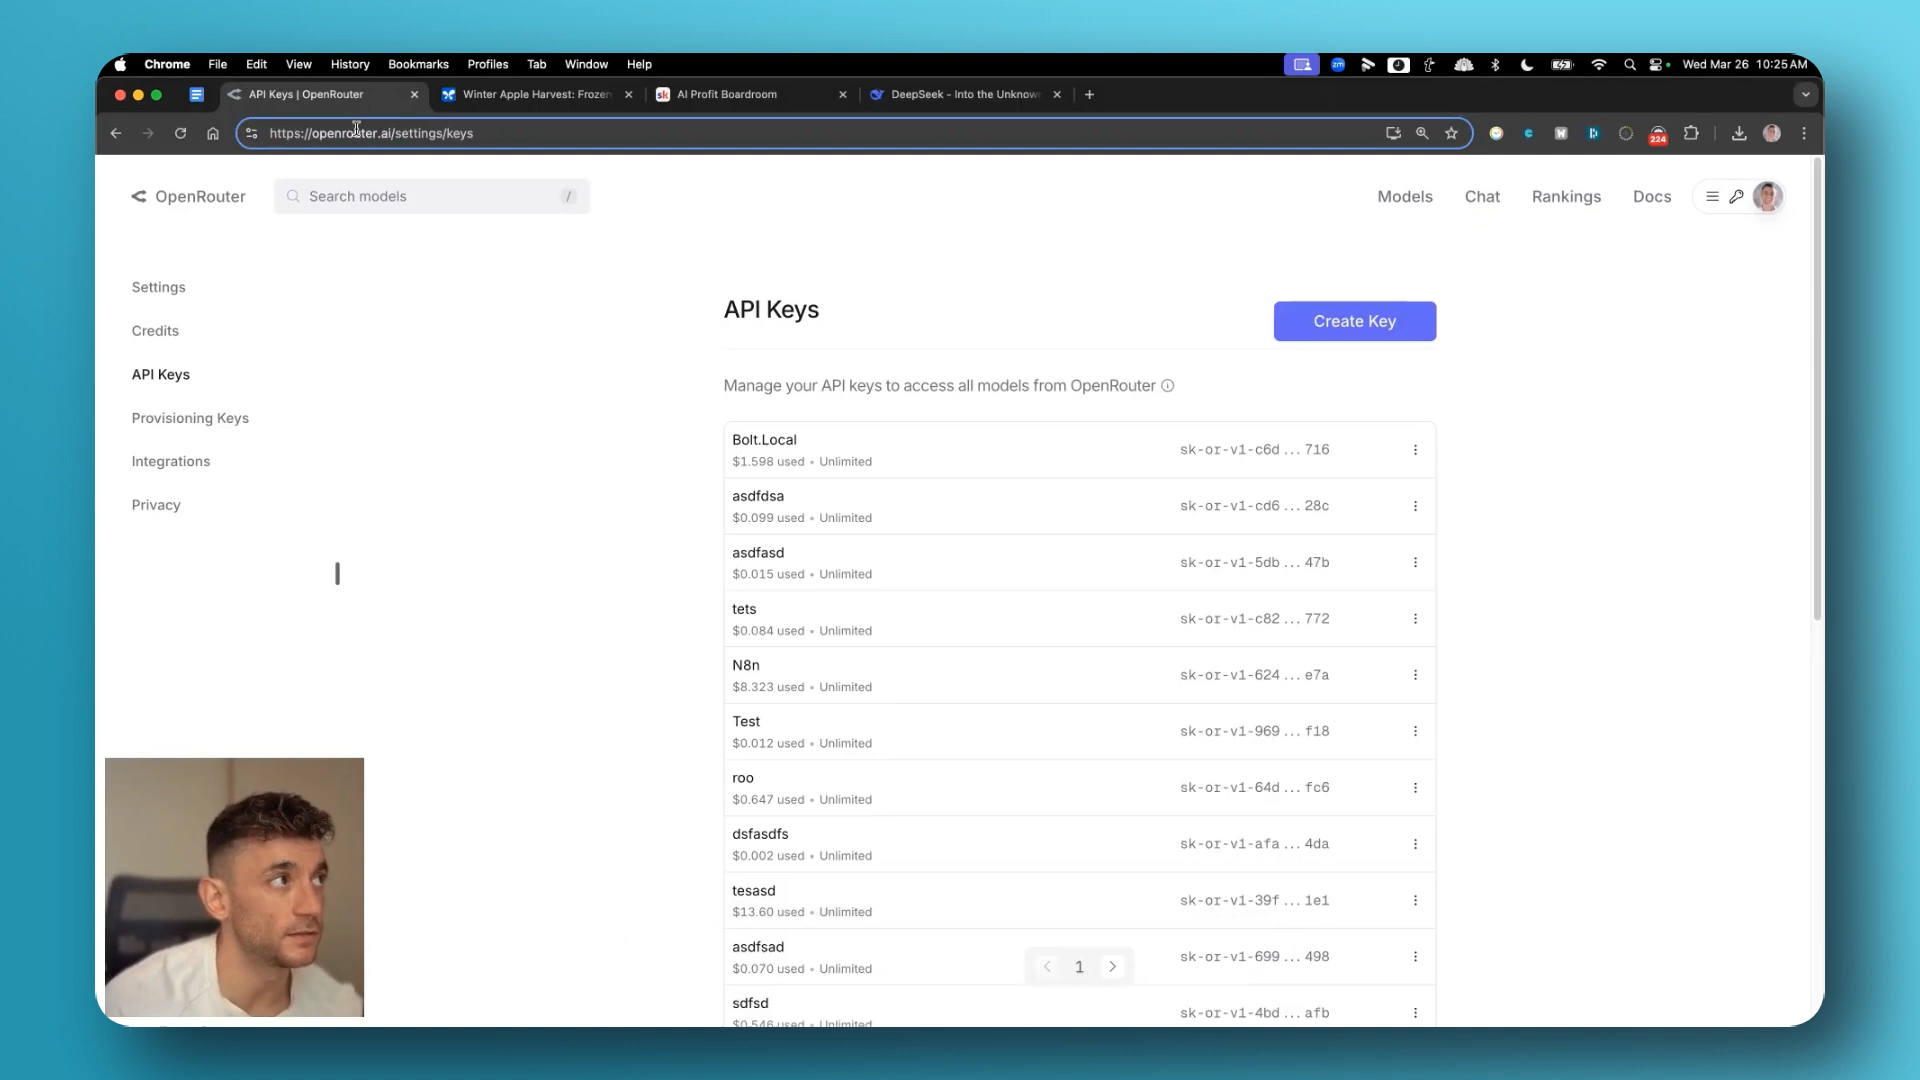 Chrome File Edit View History Bookmarks Profiles Tab Window Help zm Wed Mar 26 10:25 AM
API Keys | OpenRouter Winter Apple Harvest: Frozen sk AI Profit Boardroom DeepSeek - Into the Unknown
https://openrouter.ai/settings/keys 224
OpenRouter Search models / Models Chat Rankings Docs
Settings
Credits
API Keys
Provisioning Keys
Integrations
Privacy
API Keys
Create Key
Manage your API keys to access all models from OpenRouter
Bolt.Local
$1.598 used • Unlimited
sk-or-v1-c6d...716
asdfdsa
$0.099 used • Unlimited
sk-or-v1-cd6...28c
asdfasd
$0.015 used • Unlimited
sk-or-v1-5db...47b
tets
$0.084 used • Unlimited
sk-or-v1-c82...772
N8n
$8.323 used • Unlimited
sk-or-v1-624...e7a
Test
$0.012 used • Unlimited
sk-or-v1-969...f18
roo
$0.647 used • Unlimited
sk-or-v1-64d...fc6
dsfasdfs
$0.002 used • Unlimited
sk-or-v1-afa...4da
tesasd
$13.60 used • Unlimited
sk-or-v1-39f...1e1
asdfsad
$0.070 used • Unlimited
sk-or-v1-699...498
1
sdfsd
$0.546 used • Unlimited
sk-or-v1-4bd...afb